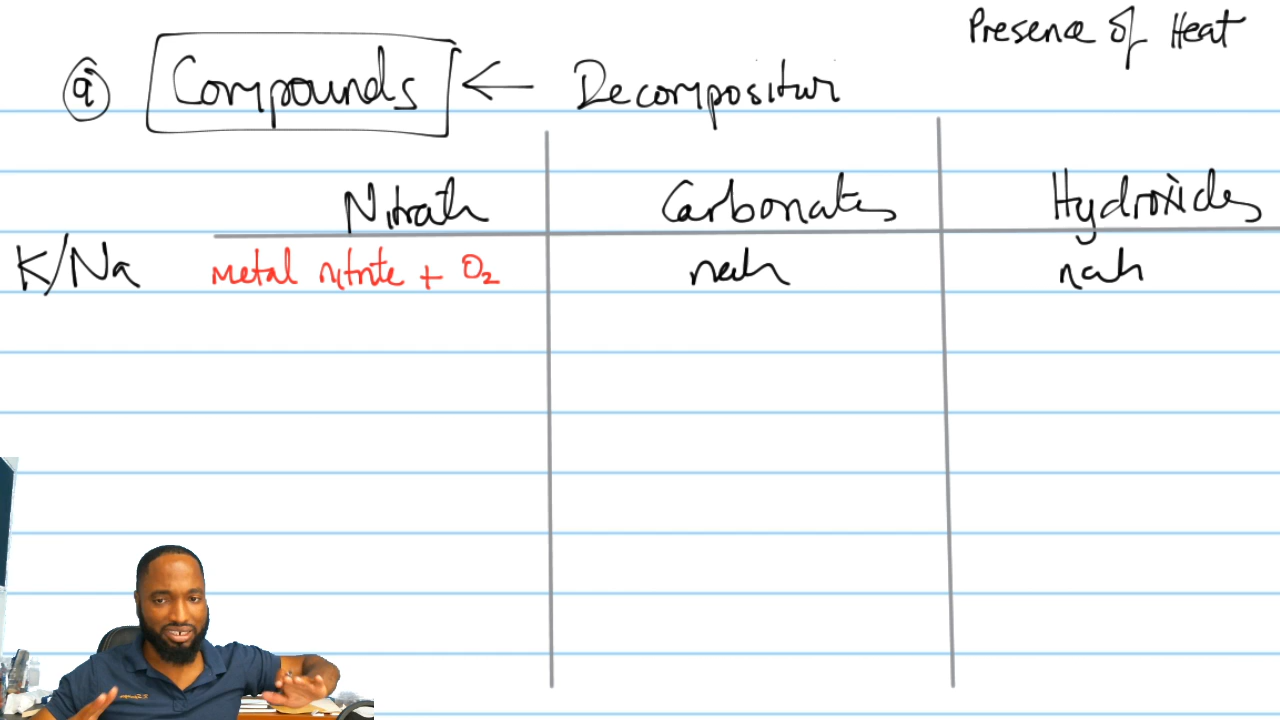 Presence of Heat
a Compounds ← Decomposition
Nitrate Carbonates Hydroxides
K/Na metal nitrite + O2 nah nah